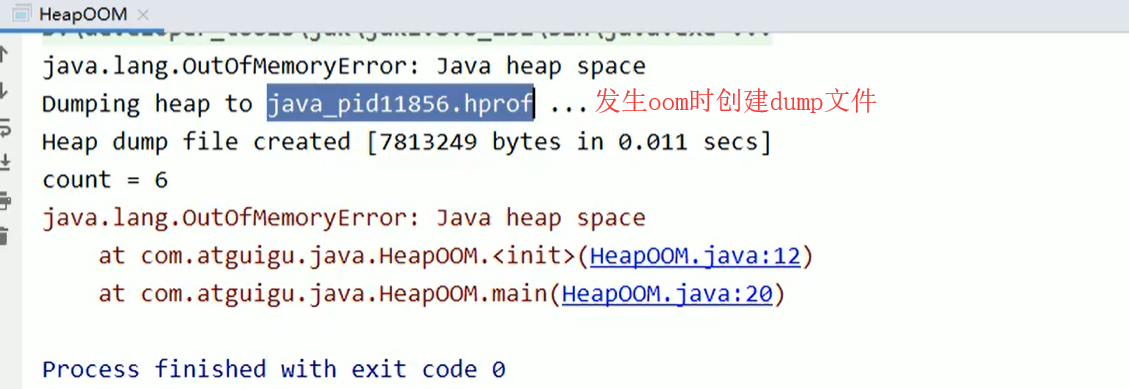 HeapOOM
java.lang.OutOfMemoryError: Java heap space
Dumping heap to java_pid11856.hprof ... 发生oom时创建dump文件
Heap dump file created [7813249 bytes in 0.011 secs]
count = 6
java.lang.OutOfMemoryError: Java heap space
at com.atguigu.java.HeapOOM.<init>(HeapOOM.java:12)
at com.atguigu.java.HeapOOM.main(HeapOOM.java:20)
Process finished with exit code 0